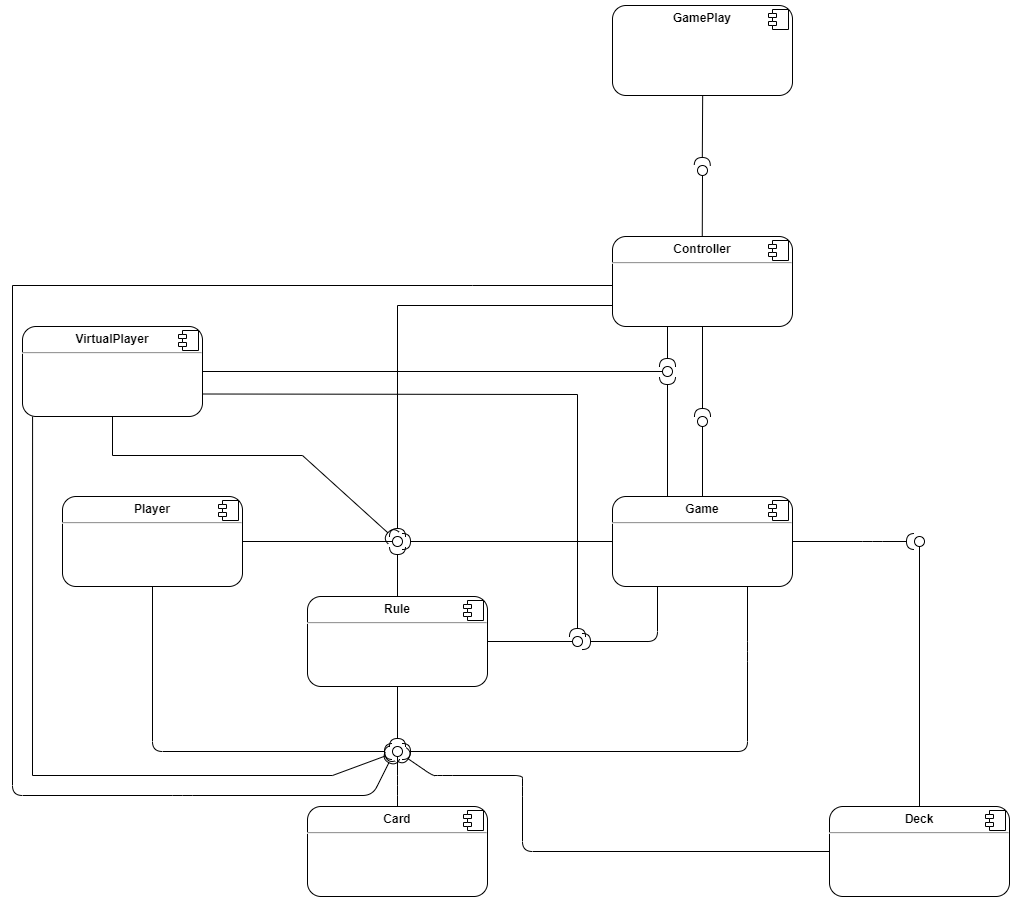 GamePlay
Controller
VirtualPlayer
Player
Game
Rule
Card
Deck